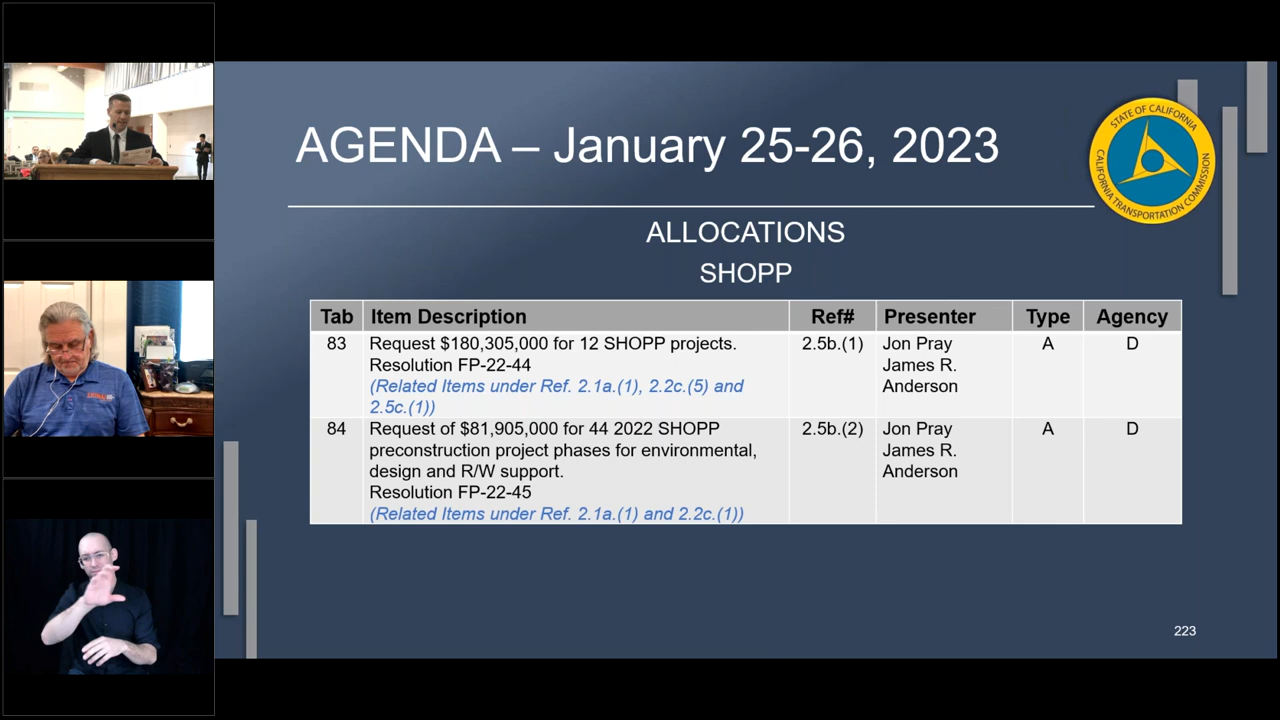 AGENDA – January 25-26, 2023
STATE OF CALIFORNIA
CALIFORNIA TRANSPORTATION COMMISSION
ALLOCATIONS
SHOPP
Tab Item Description Ref# Presenter Type Agency
83 Request $180,305,000 for 12 SHOPP projects. 2.5b.(1) Jon Pray A D
Resolution FP-22-44 James R.
(Related Items under Ref. 2.1a.(1), 2.2c.(5) and Anderson
2.5c.(1))
84 Request of $81,905,000 for 44 2022 SHOPP 2.5b.(2) Jon Pray A D
preconstruction project phases for environmental, James R.
design and R/W support. Anderson
Resolution FP-22-45
(Related Items under Ref. 2.1a.(1) and 2.2c.(1))
223